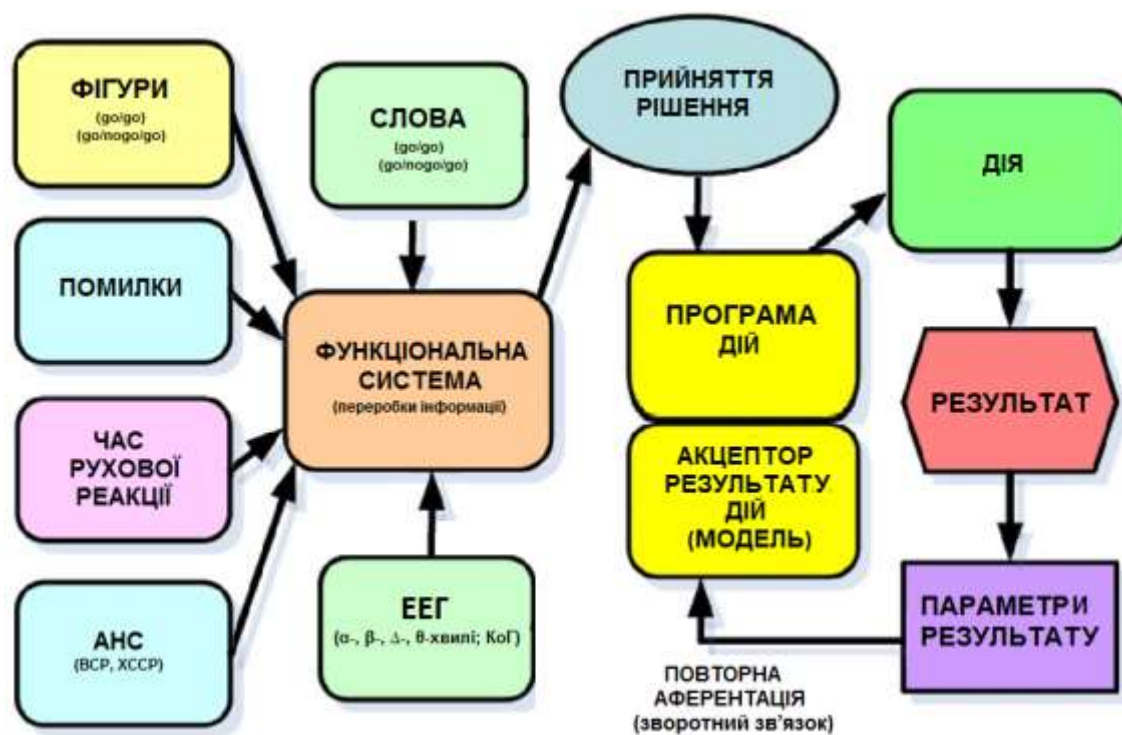 ФІГУРИ
(go/go)
(go/nogo/go)
СЛОВА
(go/go)
(go/nogo/go)
ПРИЙНЯТТЯ
РІШЕННЯ
ДІЯ
ПОМИЛКИ
ФУНКЦІОНАЛЬНА
СИСТЕМА
(переробки інформації)
ПРОГРАМА
ДІЙ
РЕЗУЛЬТАТ
ЧАС
РУХОВОЇ
РЕАКЦІЇ
АКЦЕПТОР
РЕЗУЛЬТАТУ
ДІЙ
(МОДЕЛЬ)
АНС
(ВСР, ХССР)
ЕЕГ
(α-, β-, Δ-, θ-хвилі; КоГ)
ПАРАМЕТРИ
РЕЗУЛЬТАТУ
ПОВТОРНА
АФЕРЕНТАЦІЯ
(зворотний зв'язок)